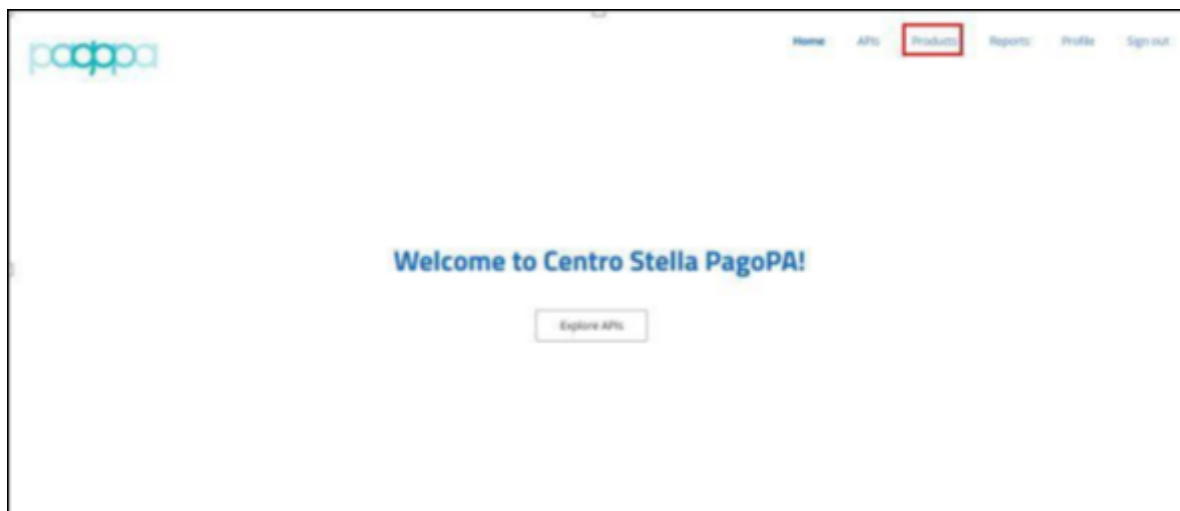 pagopa
Home APIs Products Reports Profile Sign out
Welcome to Centro Stella PagoPA!
Explore APIs